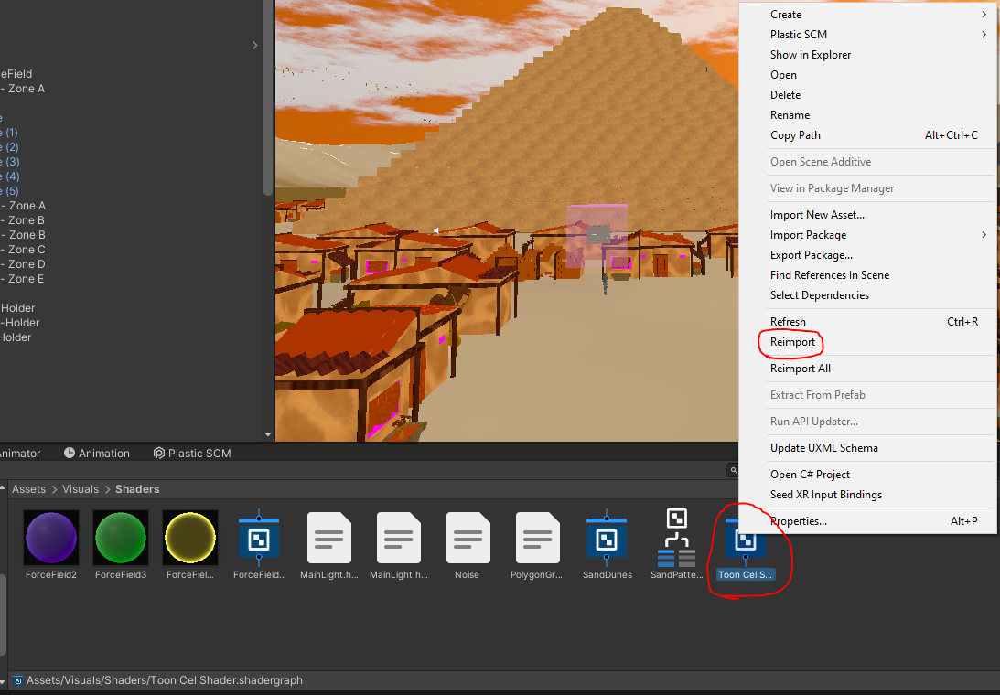 eField
- Zone A
e
e (1)
e (2)
e (3)
e (4)
e (5)
- Zone A
- Zone B
- Zone B
- Zone C
- Zone D
- Zone E
Holder
-Holder
Holder
Create
Plastic SCM
Show in Explorer
Open
Delete
Rename
Copy Path Alt+Ctrl+C
Open Scene Additive
View in Package Manager
Import New Asset...
Import Package
Export Package...
Find References In Scene
Select Dependencies
Refresh Ctrl+R
Reimport
Reimport All
Extract From Prefab
Run API Updater...
Update UXML Schema
Open C# Project
Seed XR Input Bindings
Properties... Alt+P
Animator Animation Plastic SCM
Assets > Visuals > Shaders
ForceField2 ForceField3 ForceFiel... ForceField... MainLight.h... MainLight.h... Noise PolygonGr... SandDunes SandPatte... Toon Cel S...
Assets/Visuals/Shaders/Toon Cel Shader.shadergraph